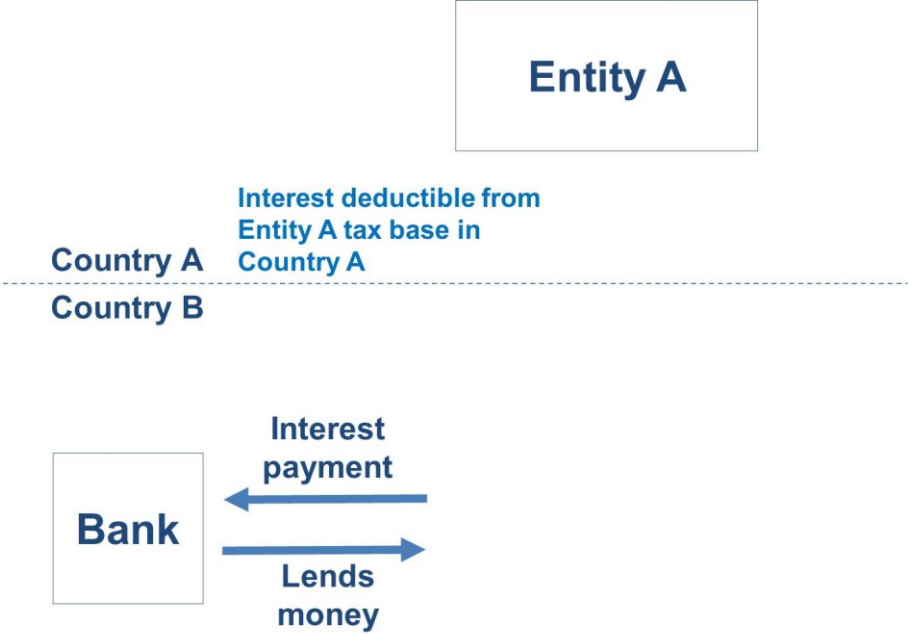 Entity A
Interest deductible from
Entity A tax base in
Country A
Country A
Country B
Interest
payment
Bank
Lends
money